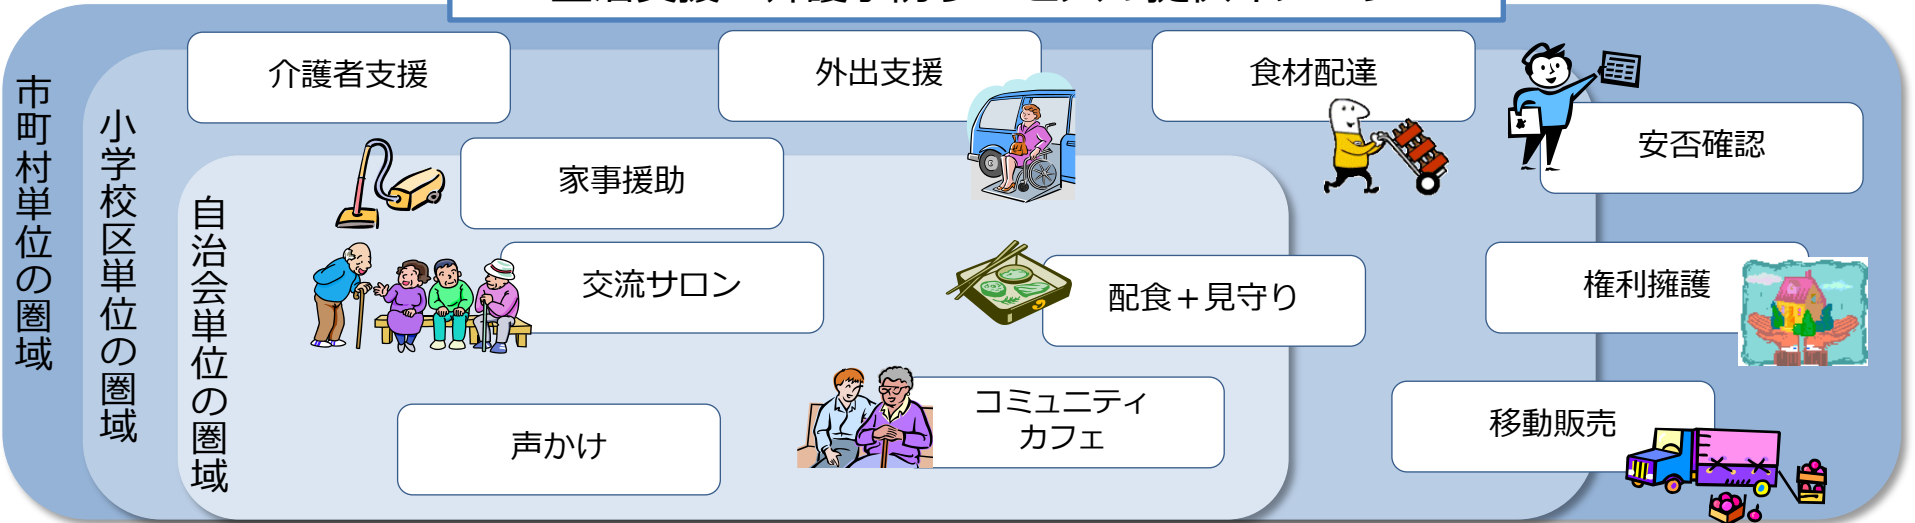 介護者支援
外出支援
食材配達
安否確認
市町村単位の圏域
小学校区単位の圏域
自治会単位の圏域
家事援助
交流サロン
配食＋見守り
権利擁護
声かけ
コミュニティ
カフェ
移動販売